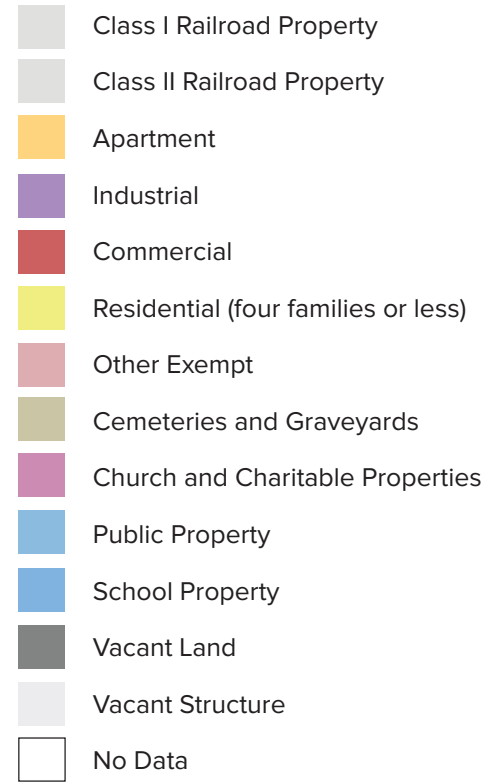 Class I Railroad Property
Class II Railroad Property
Apartment
Industrial
Commercial
Residential (four families or less)
Other Exempt
Cemeteries and Graveyards
Church and Charitable Properties
Public Property
School Property
Vacant Land
Vacant Structure
No Data